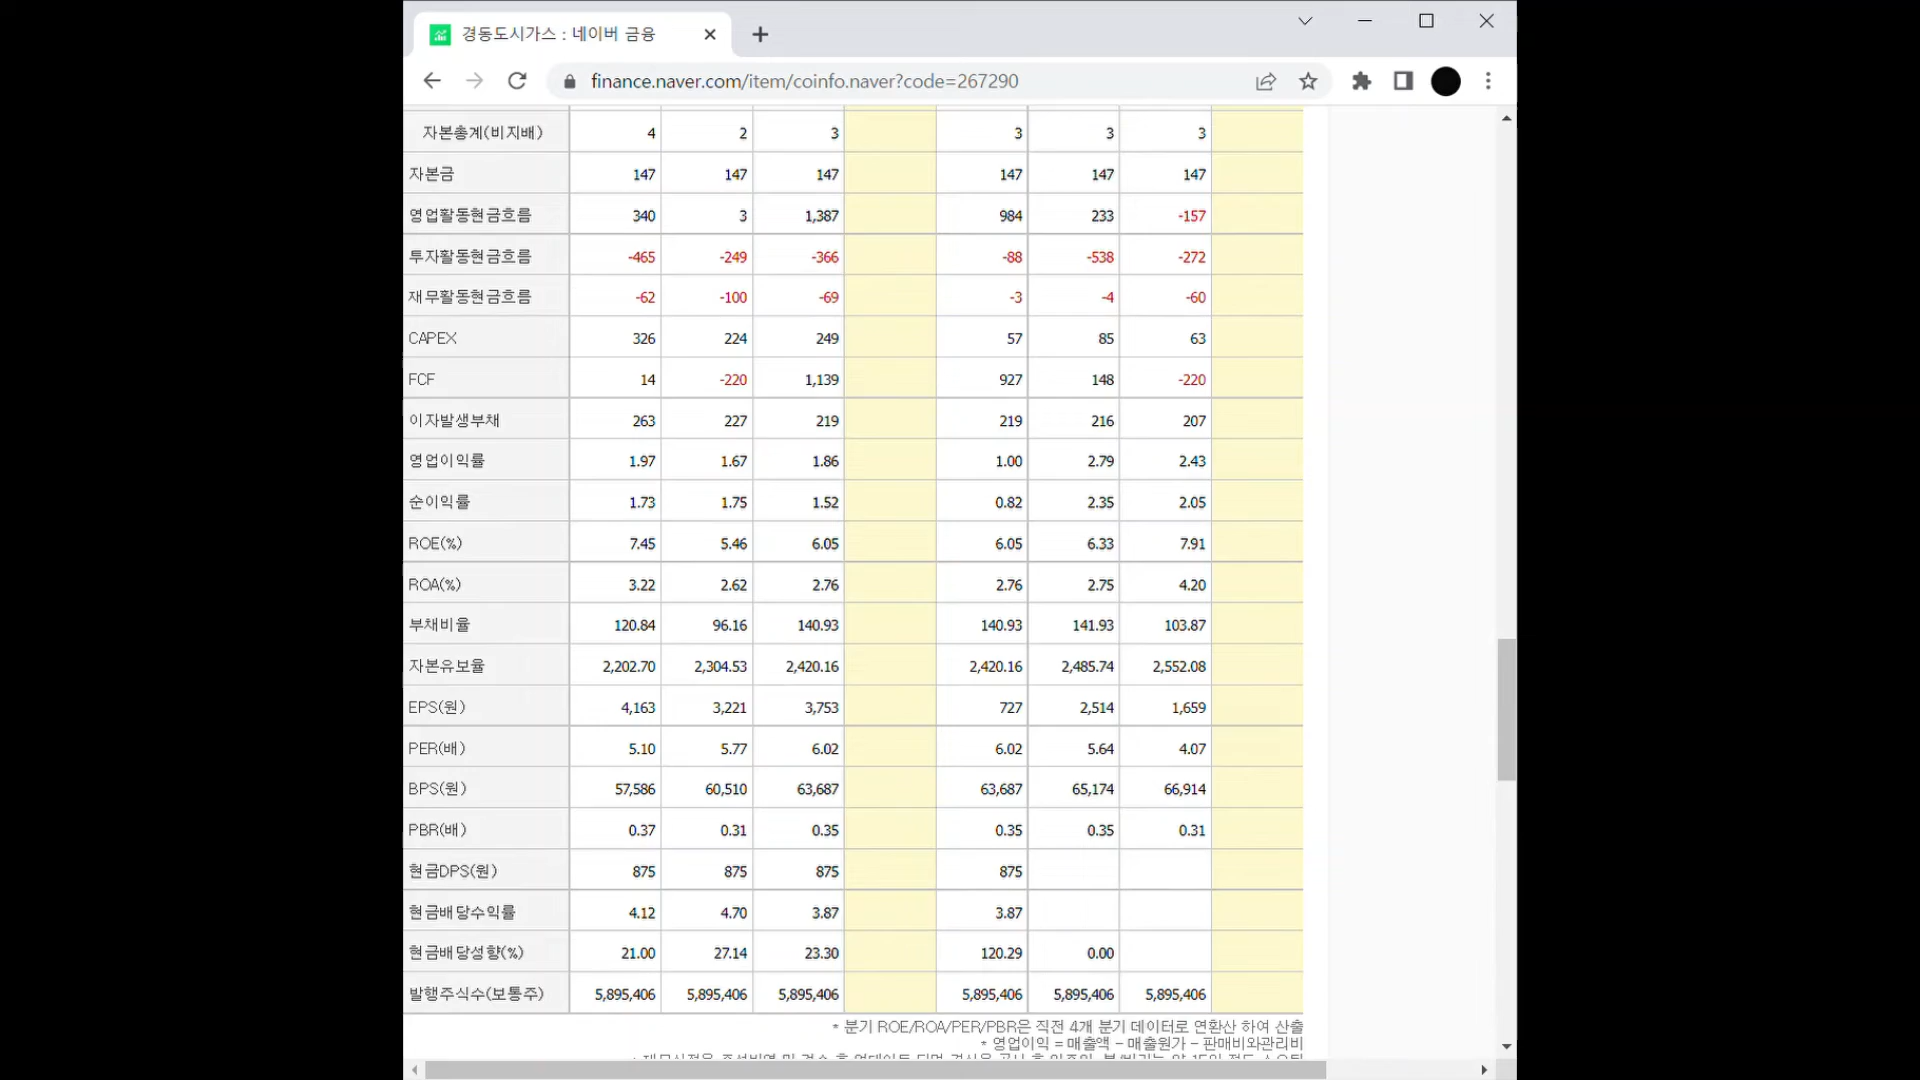 경동도시가스 : 네이버 금융
finance.naver.com/item/coinfo.naver?code=267290
자본총계(비지배) 4 2 3 3 3 3
자본금 147 147 147 147 147 147
영업활동현금흐름 340 3 1,387 984 233 -157
투자활동현금흐름 -465 -249 -366 -88 -538 -272
재무활동현금흐름 -62 -100 -69 -3 -4 -60
CAPEX 326 224 249 57 85 63
FCF 14 -220 1,139 927 148 -220
이자발생부채 263 227 219 219 216 207
영업이익률 1.97 1.67 1.86 1.00 2.79 2.43
순이익률 1.73 1.75 1.52 0.82 2.35 2.05
ROE(%) 7.45 5.46 6.05 6.05 6.33 7.91
ROA(%) 3.22 2.62 2.76 2.76 2.75 4.20
부채비율 120.84 96.16 140.93 140.93 141.93 103.87
자본유보율 2,202.70 2,304.53 2,420.16 2,420.16 2,485.74 2,552.08
EPS(원) 4,163 3,221 3,753 727 2,514 1,659
PER(배) 5.10 5.77 6.02 6.02 5.64 4.07
BPS(원) 57,586 60,510 63,687 63,687 65,174 66,914
PBR(배) 0.37 0.31 0.35 0.35 0.35 0.31
현금DPS(원) 875 875 875 875
현금배당수익률 4.12 4.70 3.87 3.87
현금배당성향(%) 21.00 27.14 23.30 120.29 0.00
발행주식수(보통주) 5,895,406 5,895,406 5,895,406 5,895,406 5,895,406 5,895,406
* 분기 ROE/ROA/PER/PBR은 직전 4개 분기 데이터로 연환산 하여 산출
* 영업이익 = 매출액 - 매출원가 - 판매비와관리비